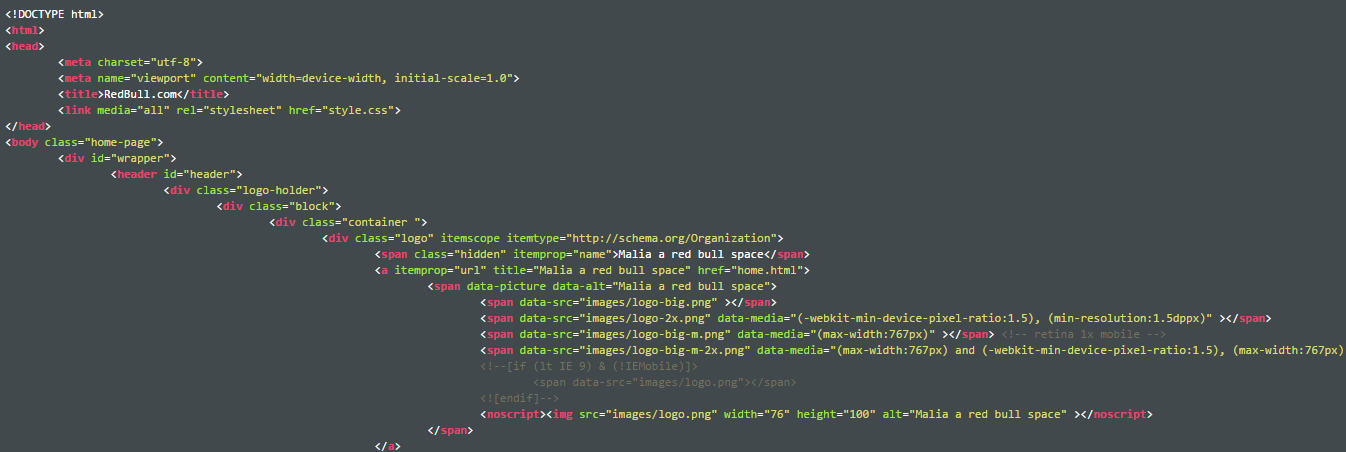 <!DOCTYPE html>
<html>
<head>
<meta charset="utf-8">
<meta name="viewport" content="width=device-width, initial-scale=1.0">
<title>RedBull.com</title>
<link media="all" rel="stylesheet" href="style.css">
</head>
<body class="home-page">
<div id="wrapper">
<header id="header">
<div class="logo-holder">
<div class="block">
<div class="container ">
<div class="logo" itemscope itemtype="http://schema.org/Organization">
<span class="hidden" itemprop="name">Malia a red bull space</span>
<a itemprop="url" title="Malia a red bull space" href="home.html">
<span data-picture data-alt="Malia a red bull space">
<span data-src="images/logo-big.png" ></span>
<span data-src="images/logo-2x.png" data-media="(-webkit-min-device-pixel-ratio:1.5), (min-resolution:1.5dppx)" ></span>
<span data-src="images/logo-big-m.png" data-media="(max-width:767px)" ></span> <!-- retina 1x mobile -->
<span data-src="images/logo-big-m-2x.png" data-media="(max-width:767px) and (-webkit-min-device-pixel-ratio:1.5), (max-width:767px)
<!--[if (lt IE 9) & (!IEMobile)]>
<span data-src="images/logo.png"></span>
<![endif]-->
<noscript><img src="images/logo.png" width="76" height="100" alt="Malia a red bull space" ></noscript>
</span>
</a>